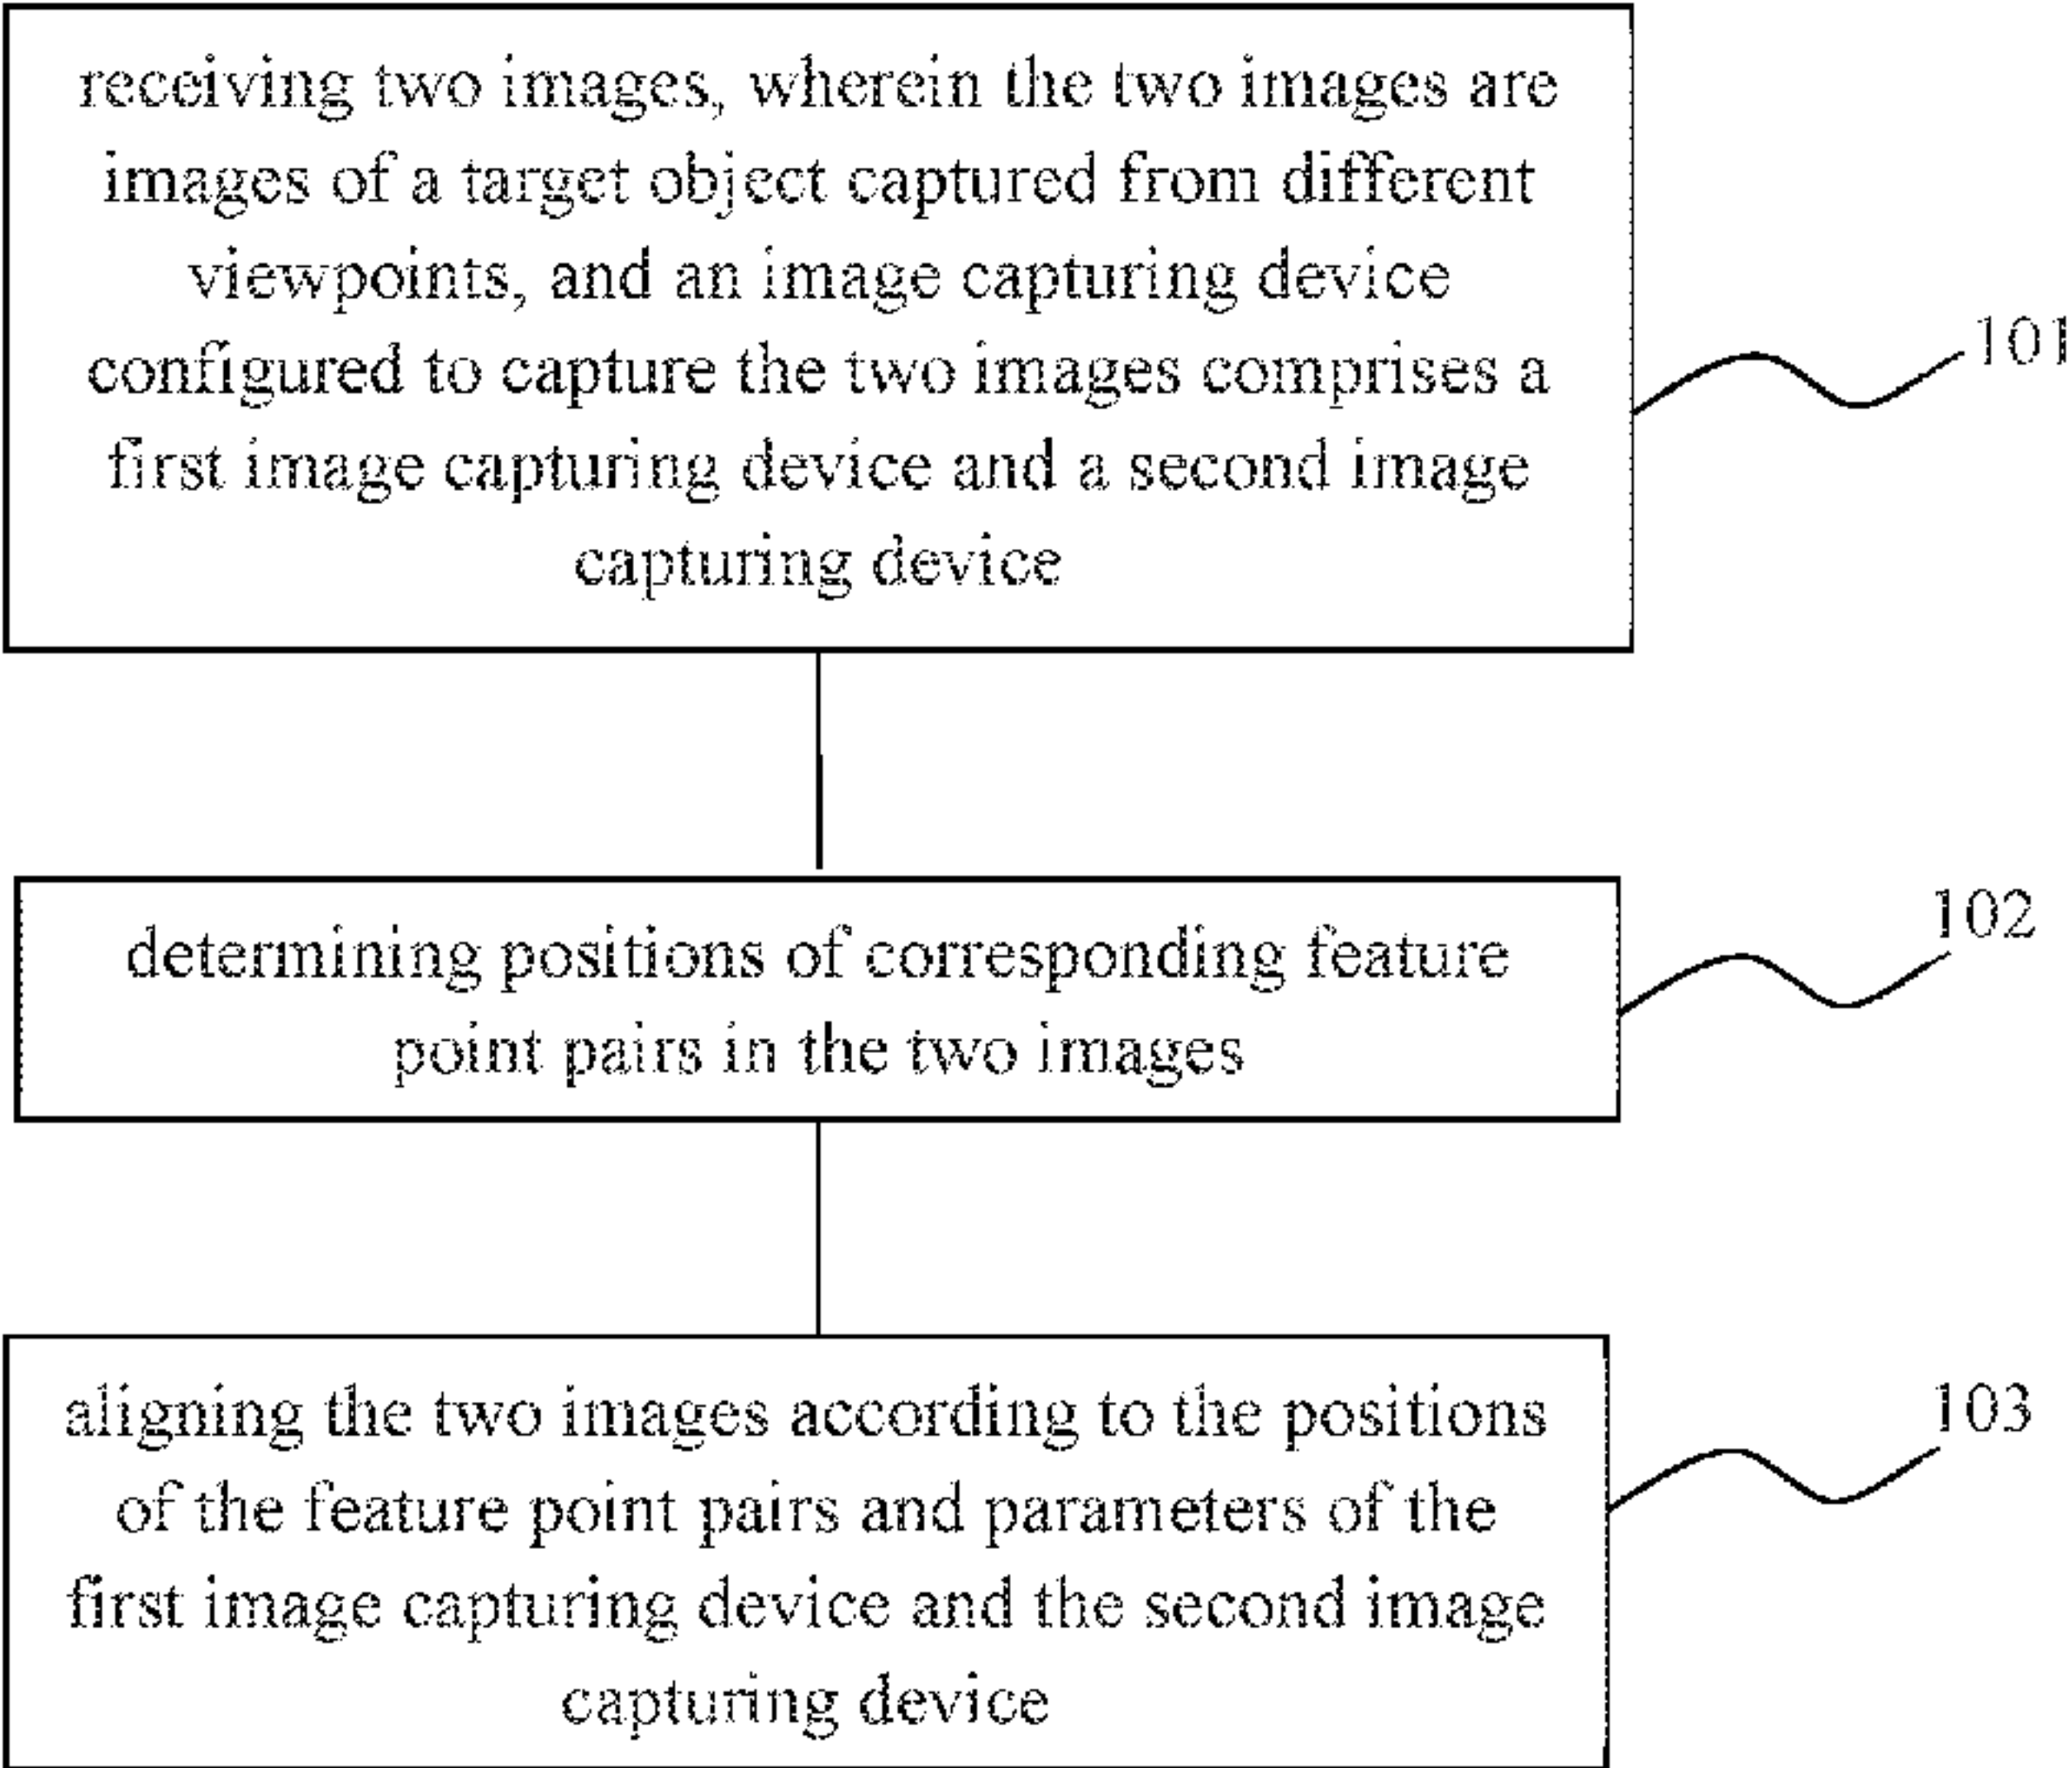 receiving two images, wherein the two images are
images of a target object captured from different
viewpoints, and an image capturing device
configured to capture the two images comprises a
first image capturing device and a second image
capturing device
101
determining positions of corresponding feature
point pairs in the two images
102
aligning the two images according to the positions
of the feature point pairs and parameters of the
first image capturing device and the second image
capturing device
103